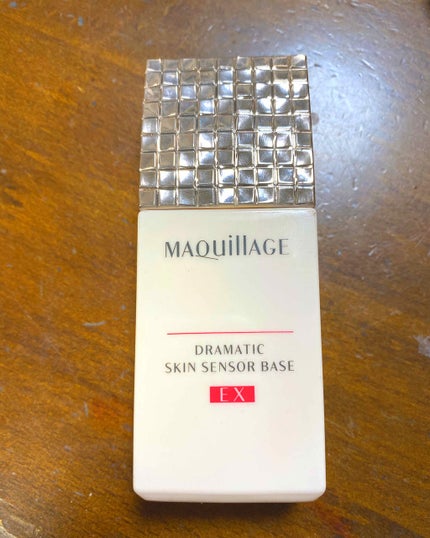 MAQuillAGE
DRAMATIC
SKIN SENSOR BASE
EX